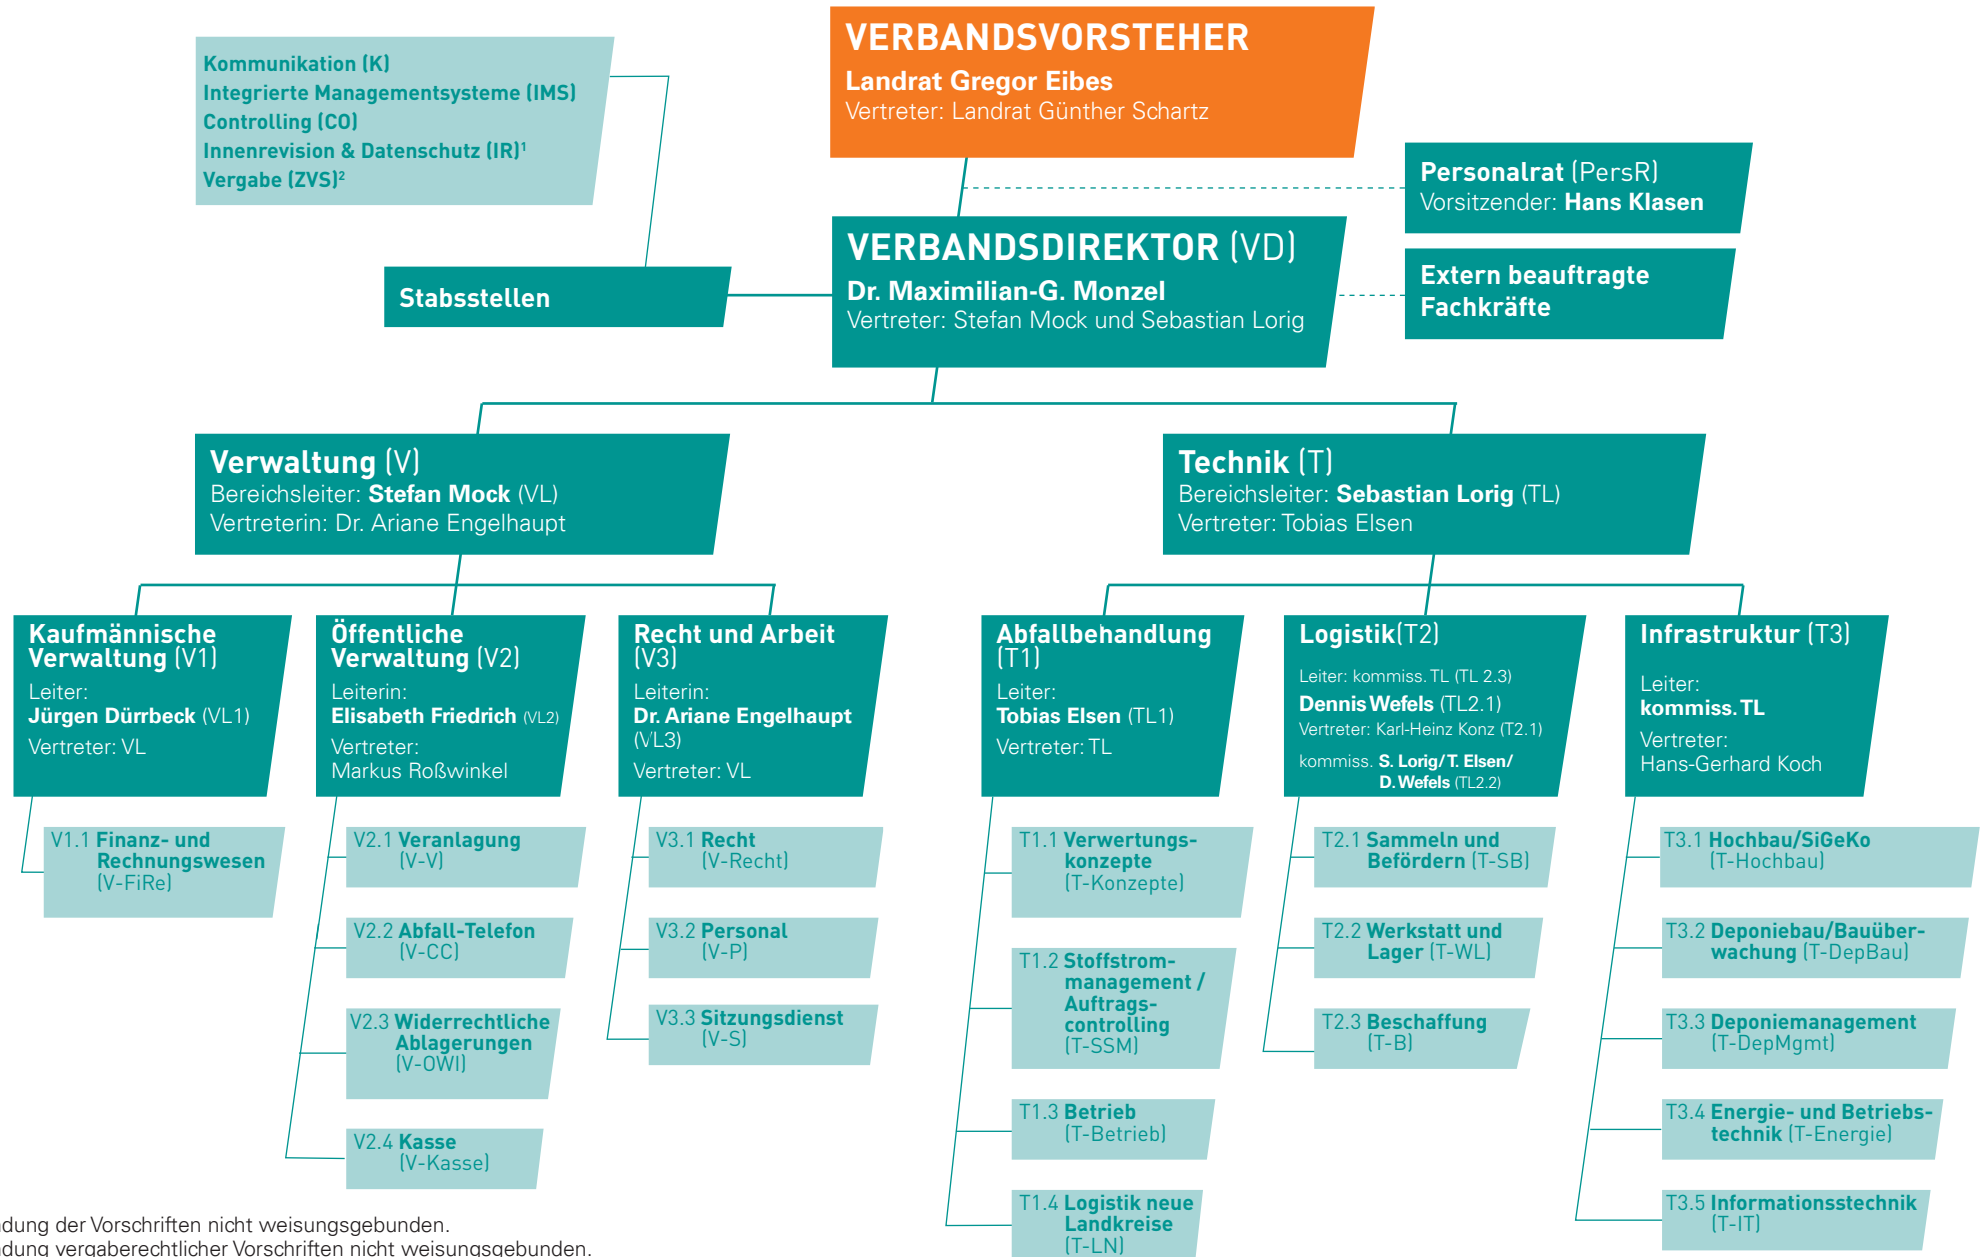 VERBANDSVORSTEHER
Landrat Gregor Eibes
Vertreter: Landrat Günther Schartz
Kommunikation (K)
Integrierte Managementsysteme (IMS)
Controlling (CO)
Innenrevision & Datenschutz (IR)¹
Vergabe (ZVS)²
Personalrat (PersR)
Vorsitzender: Hans Klasen
VERBANDSDIREKTOR (VD)
Dr. Maximilian-G. Monzel
Vertreter: Stefan Mock und Sebastian Lorig
Stabsstellen
Extern beauftragte
Fachkräfte
Verwaltung (V)
Bereichsleiter: Stefan Mock (VL)
Vertreterin: Dr. Ariane Engelhaupt
Technik (T)
Bereichsleiter: Sebastian Lorig (TL)
Vertreter: Tobias Elsen
Kaufmännische
Verwaltung (V1)
Leiter:
Jürgen Dürrbeck (VL1)
Vertreter: VL
Öffentliche
Verwaltung (V2)
Leiterin:
Elisabeth Friedrich (VL2)
Vertreter:
Markus Roßwinkel
Recht und Arbeit
(V3)
Leiterin:
Dr. Ariane Engelhaupt
(VL3)
Vertreter: VL
Abfallbehandlung
(T1)
Leiter:
Tobias Elsen (TL1)
Vertreter: TL
Logistik(T2)
Leiter: kommiss. TL (TL 2.3)
Dennis Wefels (TL2.1)
Vertreter: Karl-Heinz Konz (T2.1)
kommiss. S. Lorig/T. Elsen/
D. Wefels (TL2.2)
Infrastruktur (T3)
Leiter:
kommiss. TL
Vertreter:
Hans-Gerhard Koch
V1.1 Finanz- und
Rechnungswesen
(V-FiRe)
V2.1 Veranlagung
(V-V)
V2.2 Abfall-Telefon
(V-CC)
V2.3 Widerrechtliche
Ablagerungen
(V-OWI)
V2.4 Kasse
(V-Kasse)
V3.1 Recht
(V-Recht)
V3.2 Personal
(V-P)
V3.3 Sitzungsdienst
(V-S)
T1.1 Verwertungs-
konzepte
(T-Konzepte)
T1.2 Stoffstrom-
management /
Auftrags-
controlling
(T-SSM)
T1.3 Betrieb
(T-Betrieb)
T1.4 Logistik neue
Landkreise
(T-LN)
T2.1 Sammeln und
Befördern (T-SB)
T2.2 Werkstatt und
Lager (T-WL)
T2.3 Beschaffung
(T-B)
T3.1 Hochbau/SiGeKo
(T-Hochbau)
T3.2 Deponiebau/Bauüber-
wachung (T-DepBau)
T3.3 Deponiemanagement
(T-DepMgmt)
T3.4 Energie- und Betriebs-
technik (T-Energie)
T3.5 Informationsstechnik
(T-IT)
ndung der Vorschriften nicht weisungsgebunden.
ndung vergaberechtlicher Vorschriften nicht weisungsgebunden.